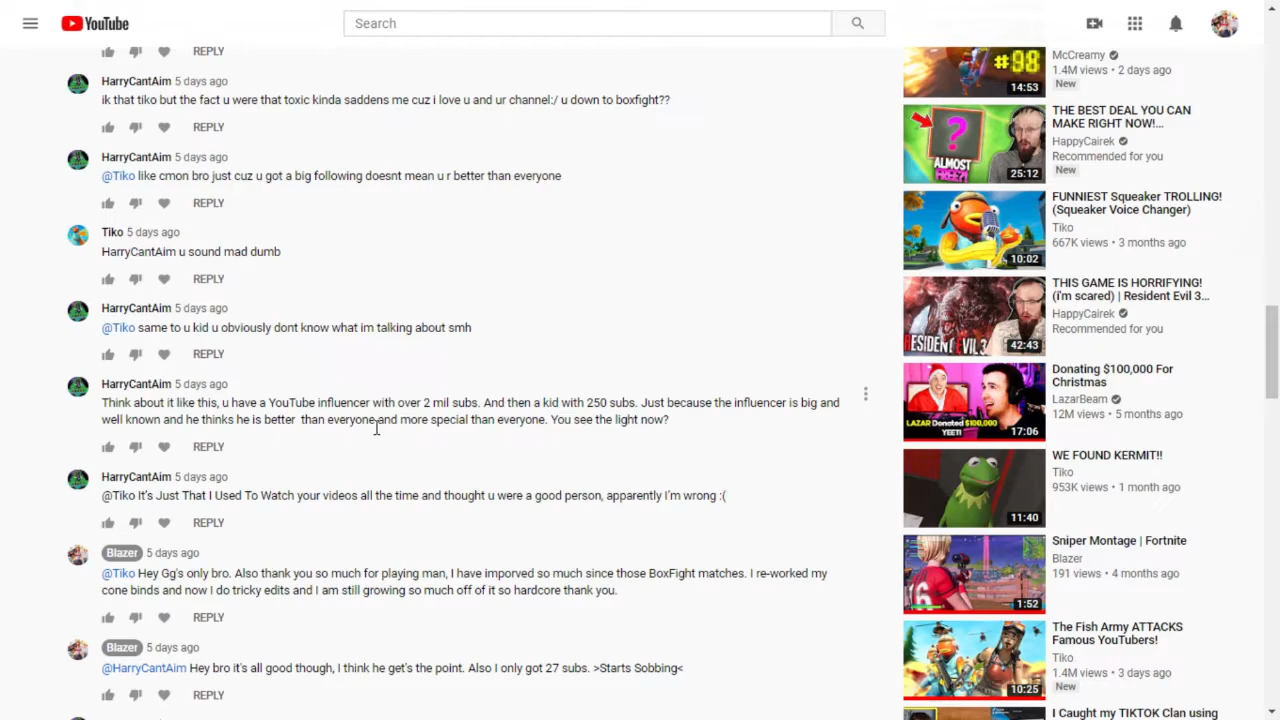 YouTube
Search
REPLY
HarryCantAim 5 days ago
ik that tiko but the fact u were that toxic kinda saddens me cuz i love u and ur channel:/ u down to boxfight??
REPLY
HarryCantAim 5 days ago
@Tiko like cmon bro just cuz u got a big following doesnt mean u r better than everyone
REPLY
Tiko 5 days ago
HarryCantAim u sound mad dumb
REPLY
HarryCantAim 5 days ago
@Tiko same to u kid u obviously dont know what im talking about smh
REPLY
HarryCantAim 5 days ago
Think about it like this, u have a YouTube influencer with over 2 mil subs. And then a kid with 250 subs. Just because the influencer is big and
well known and he thinks he is better than everyone and more special than everyone. You see the light now?
REPLY
HarryCantAim 5 days ago
@Tiko It's Just That I Used To Watch your videos all the time and thought u were a good person, apparently I'm wrong :(
REPLY
Blazer 5 days ago
@Tiko Hey Gg's only bro. Also thank you so much for playing man, I have imporved so much since those BoxFight matches. I re-worked my
cone binds and now I do tricky edits and I am still growing so much off of it so hardcore thank you.
REPLY
Blazer 5 days ago
@HarryCantAim Hey bro it's all good though, I think he get's the point. Also I only got 27 subs. >Starts Sobbing<
REPLY
#98
14:53
McCreamy
1.4M views • 2 days ago
New
?
ALMOST
FREE?!
25:12
THE BEST DEAL YOU CAN
MAKE RIGHT NOW!...
HappyCairek
Recommended for you
New
10:02
FUNNIEST Squeaker TROLLING!
(Squeaker Voice Changer)
Tiko
667K views • 3 months ago
RESIDENT EVIL 3
42:43
THIS GAME IS HORRIFYING!
(i'm scared) | Resident Evil 3...
HappyCairek
Recommended for you
LAZAR Donated $100,000
YEET!
17:06
Donating $100,000 For
Christmas
LazarBeam
12M views • 5 months ago
11:40
WE FOUND KERMIT!!
Tiko
953K views • 1 month ago
16
1:52
Sniper Montage | Fortnite
Blazer
191 views • 4 months ago
10:25
The Fish Army ATTACKS
Famous YouTubers!
Tiko
1.4M views • 3 days ago
New
I Caught my TIKTOK Clan using